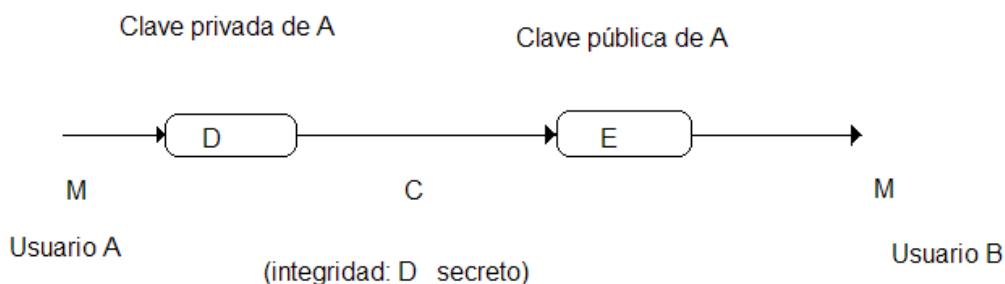 Clave privada de A
Clave pública de A
D
E
M
C
M
Usuario A
Usuario B
(integridad: D secreto)